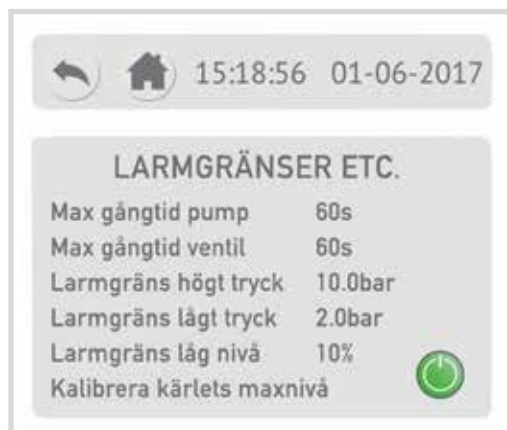 15:18:56 01-06-2017
LARMGRÄNSER ETC.
Max gångtid pump 60s
Max gångtid ventil 60s
Larmgräns högt tryck 10.0bar
Larmgräns lågt tryck 2.0bar
Larmgräns låg nivå 10%
Kalibrera kärlets maxnivå